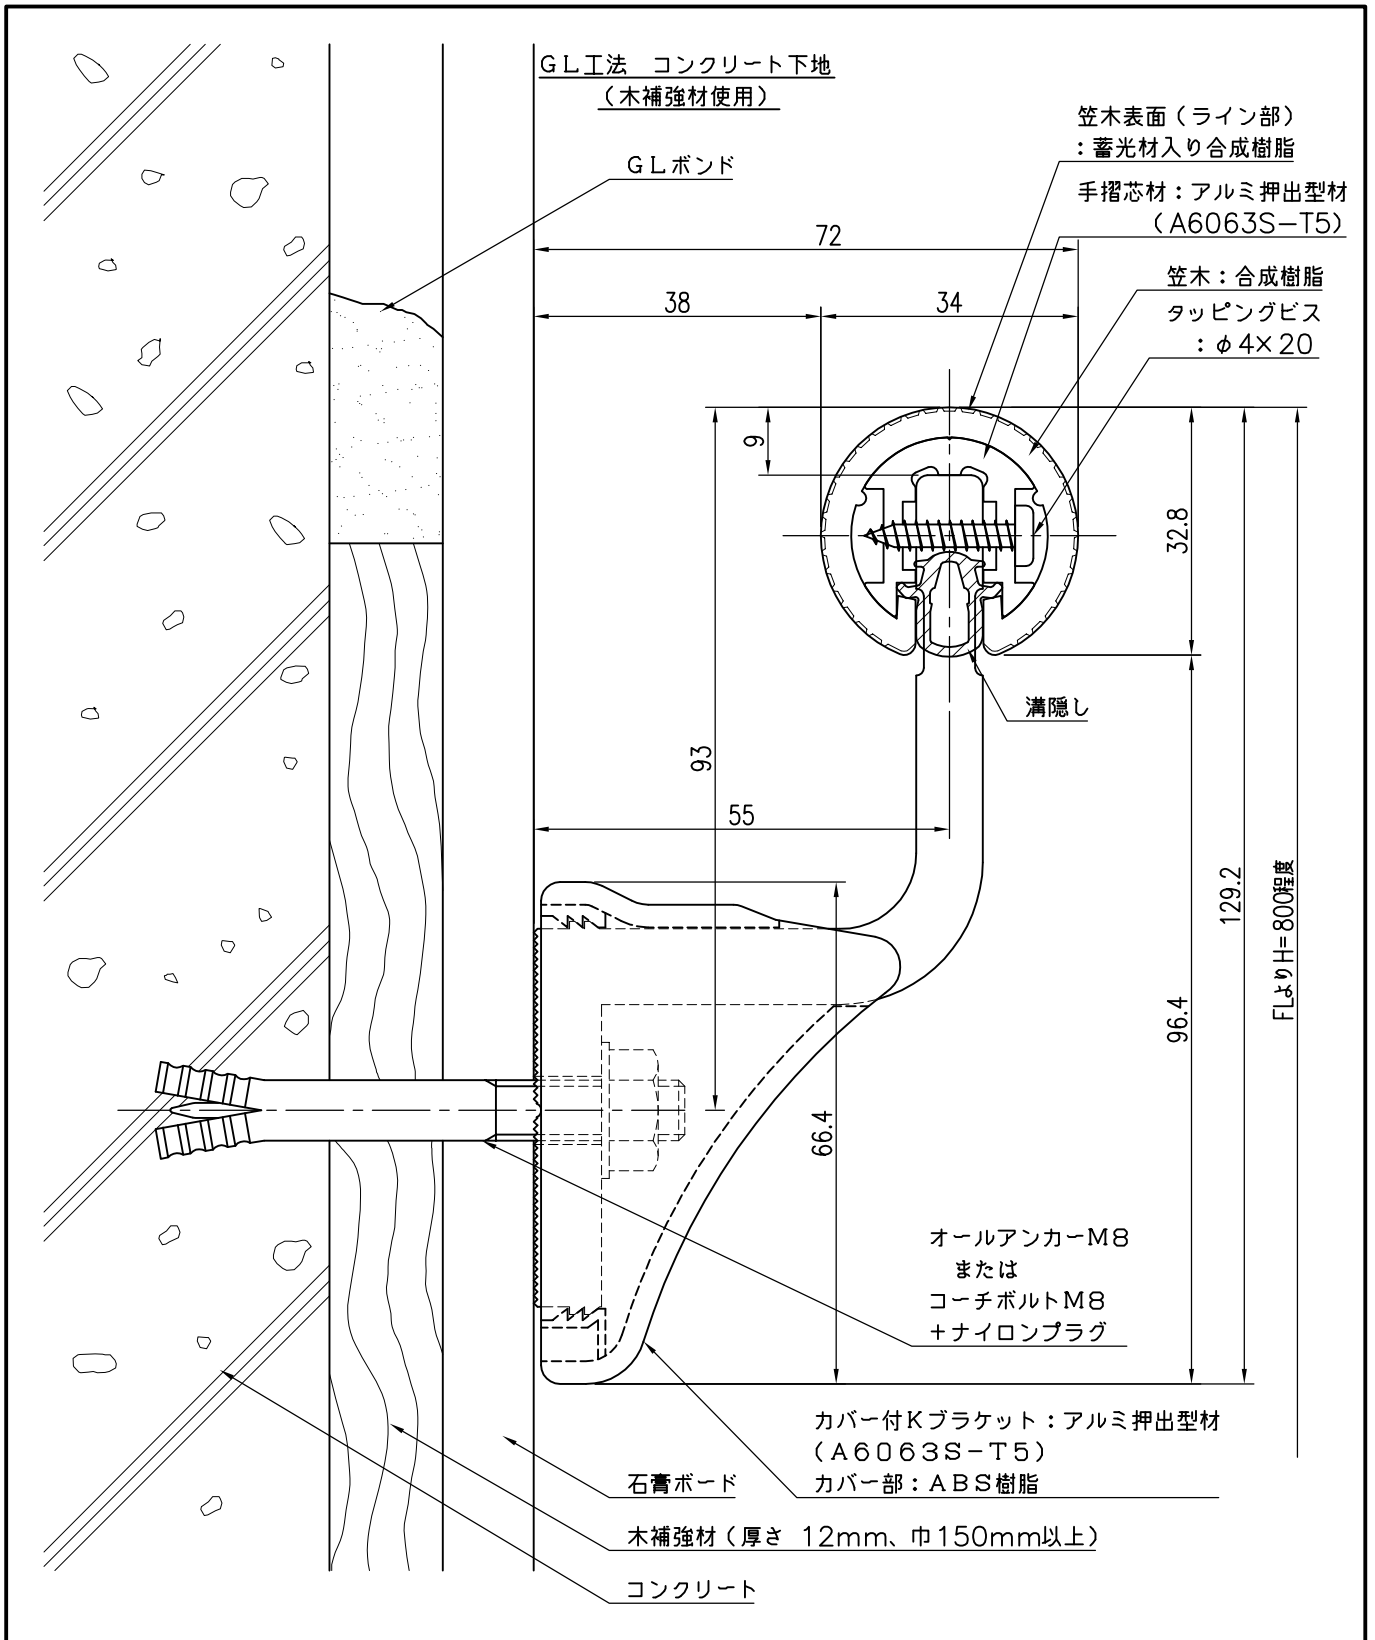 GL工法 コンクリート下地
（木補強材使用）
GLボンド
笠木表面（ライン部）
：蓄光材入り合成樹脂
手摺芯材：アルミ押出型材
（A6063S−T5）
笠木：合成樹脂
タッピングビス
：φ4×20
72
38
34
9
32.8
溝隠し
93
55
129.2
FLよりH=800程度
96.4
66.4
オールアンカーM8
または
コーチボルトM8
＋ナイロンプラグ
カバー付Kブラケット：アルミ押出型材
（A6063S−T5）
カバー部：ABS樹脂
石膏ボード
木補強材（厚さ 12mm、巾150mm以上）
コンクリート